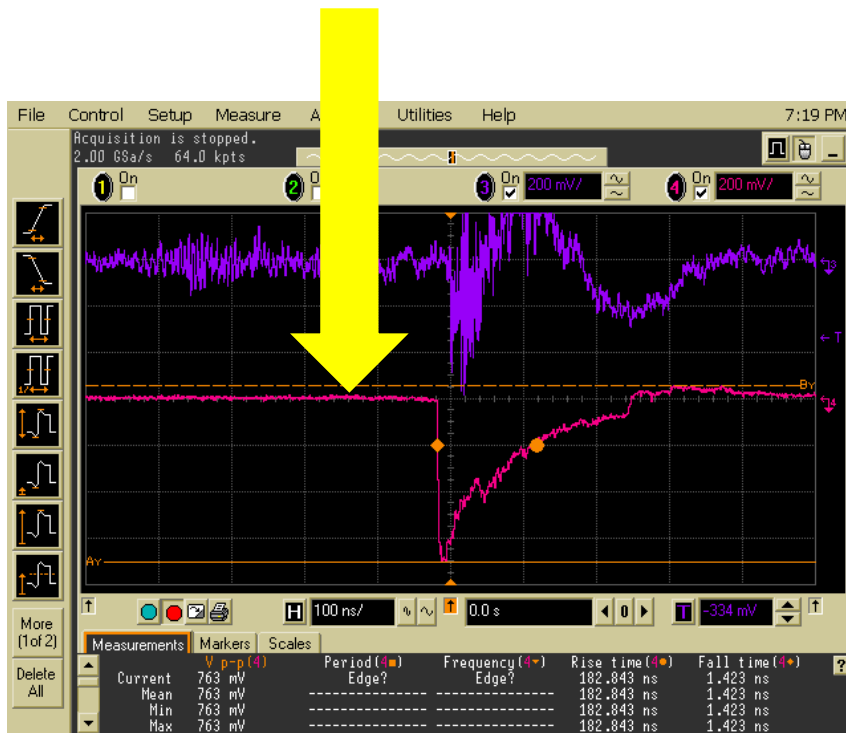 File Control Setup Measure A Utilities Help 7:19 PM
Acquisition is stopped.
2.00 GSa/s 64.0 kpts
1 On 2 3 On 200 mV/ 4 On 200 mV/
3
T
By
4
Ay
H 100 ns/ 0.0 s 0 T -334 mV
More
(1of 2)
Delete
All
Measurements Markers Scales
V p-p(4) Period(4) Frequency(4) Rise time(4) Fall time(4) ?
Current 763 mV Edge? Edge? 182.843 ns 1.423 ns
Mean 763 mV ---------------- ---------------- 182.843 ns 1.423 ns
Min 763 mV ---------------- ---------------- 182.843 ns 1.423 ns
Max 763 mV ---------------- ---------------- 182.843 ns 1.423 ns